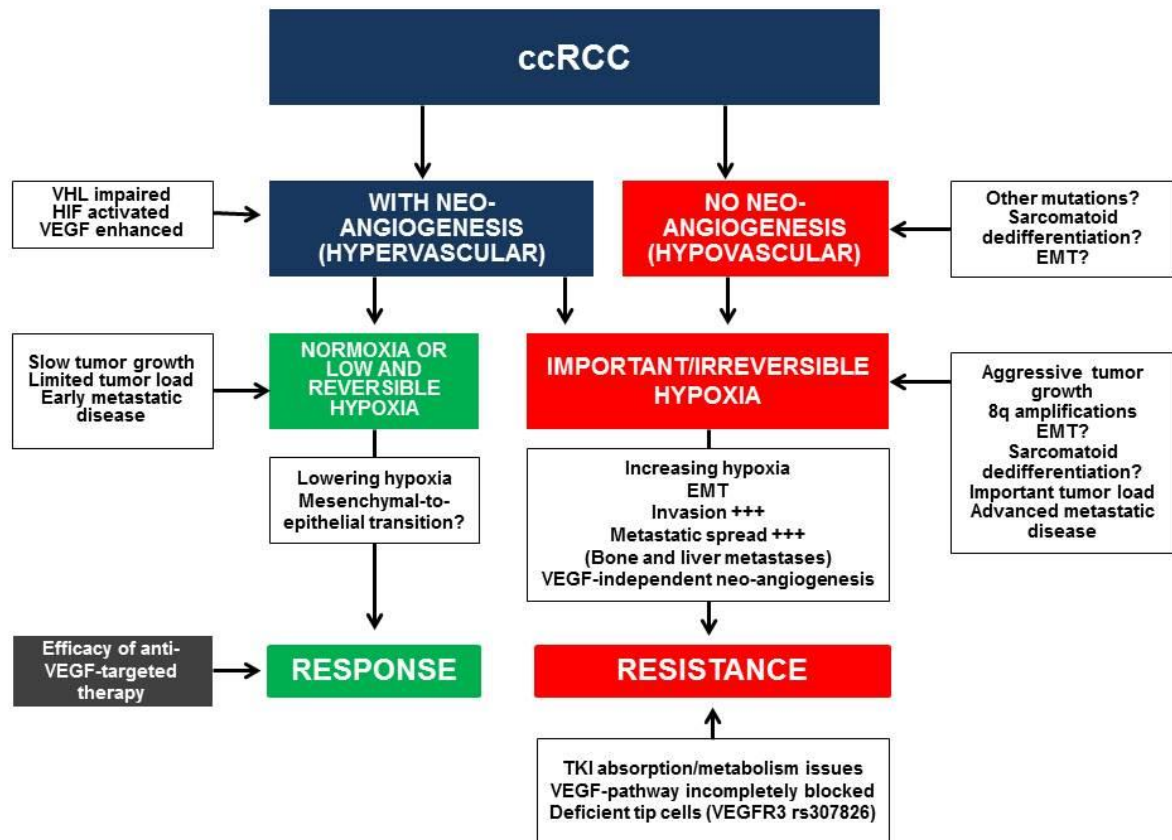 ccRCC
VHL impaired
HIF activated
VEGF enhanced
WITH NEO-
ANGIOGENESIS
(HYPERVASCULAR)
NO NEO-
ANGIOGENESIS
(HYPOVASCULAR)
Other mutations?
Sarcomatoid
dedifferentiation?
EMT?
Slow tumor growth
Limited tumor load
Early metastatic
disease
NORMOXIA OR
LOW AND
REVERSIBLE
HYPOXIA
IMPORTANT/IRREVERSIBLE
HYPOXIA
Aggressive tumor
growth
8q amplifications
EMT?
Sarcomatoid
dedifferentiation?
Important tumor load
Advanced metastatic
disease
Lowering hypoxia
Mesenchymal-to-
epithelial transition?
Increasing hypoxia
EMT
Invasion +++
Metastatic spread +++
(Bone and liver metastases)
VEGF-independent neo-angiogenesis
Efficacy of anti-
VEGF-targeted
therapy
RESPONSE
RESISTANCE
TKI absorption/metabolism issues
VEGF-pathway incompletely blocked
Deficient tip cells (VEGFR3 rs307826)